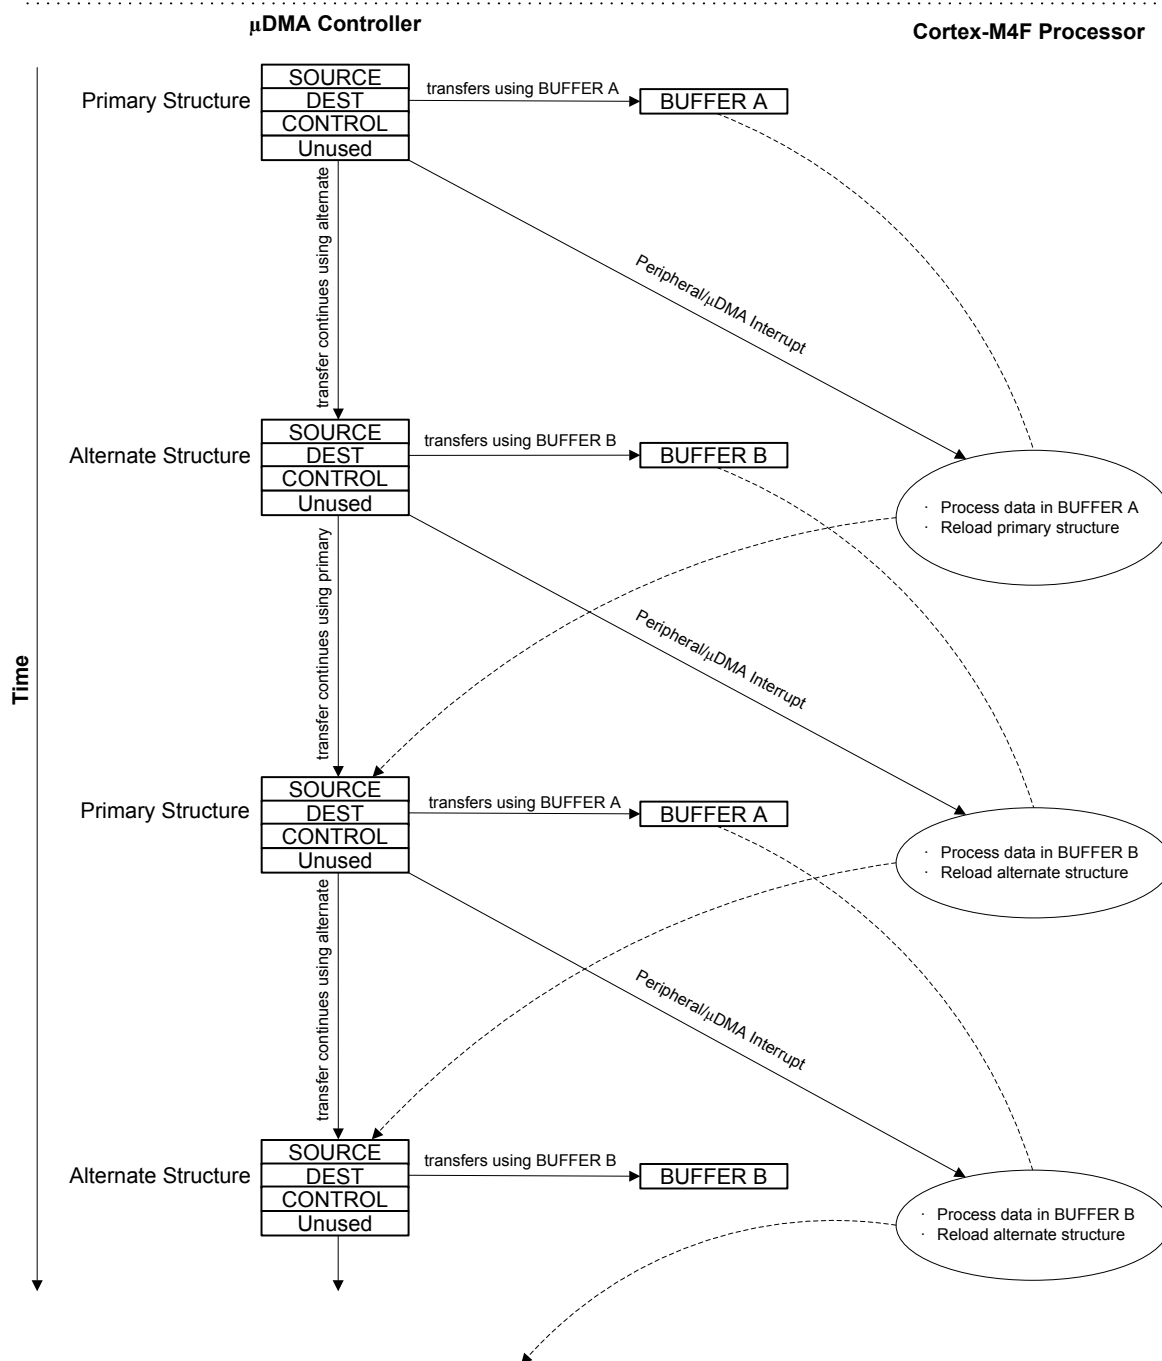 μDMA Controller
Cortex-M4F Processor
Primary Structure
SOURCE
DEST
CONTROL
Unused
transfers using BUFFER A
BUFFER A
transfer continues using alternate
Peripheral/μDMA Interrupt
Alternate Structure
SOURCE
DEST
CONTROL
Unused
transfers using BUFFER B
BUFFER B
· Process data in BUFFER A
· Reload primary structure
transfer continues using primary
Peripheral/μDMA Interrupt
Time
Primary Structure
SOURCE
DEST
CONTROL
Unused
transfers using BUFFER A
BUFFER A
· Process data in BUFFER B
· Reload alternate structure
transfer continues using alternate
Peripheral/μDMA Interrupt
Alternate Structure
SOURCE
DEST
CONTROL
Unused
transfers using BUFFER B
BUFFER B
· Process data in BUFFER B
· Reload alternate structure